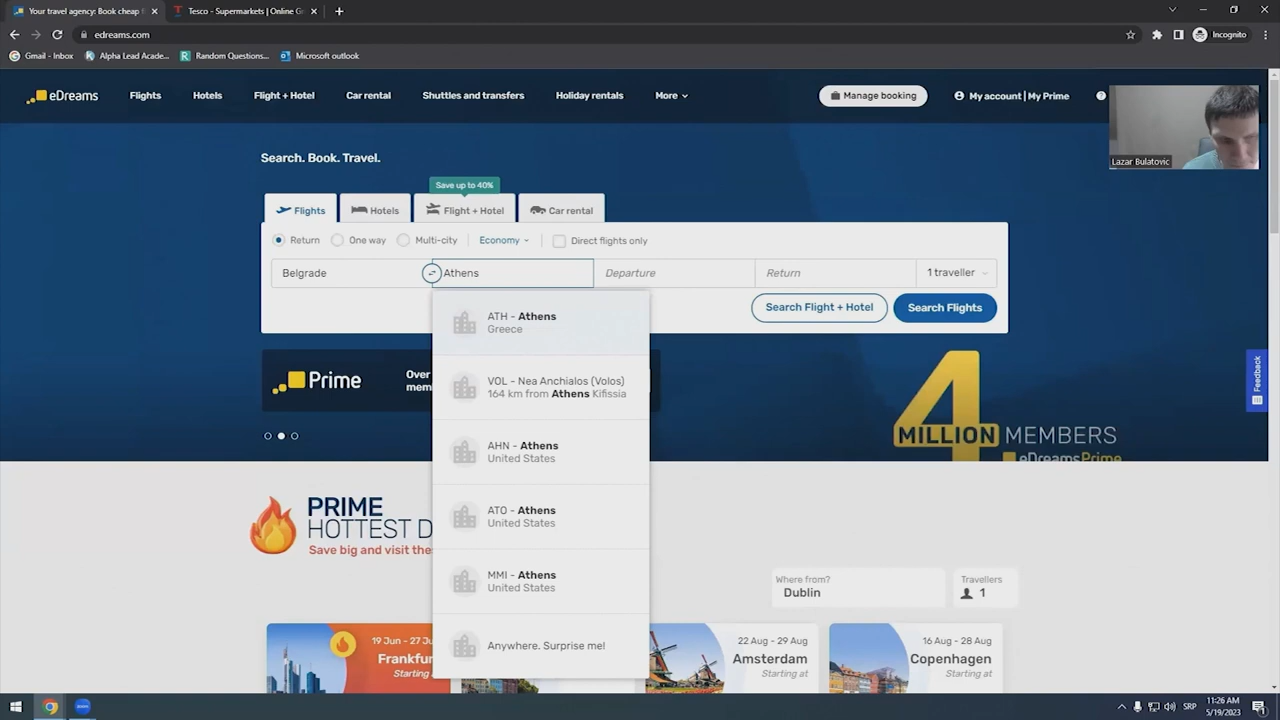 Your travel agency: Book cheap
Tesco - Supermarkets | Online G
edreams.com
Incognito
Gmail - Inbox
Alpha Lead Acade...
Random Questions...
Microsoft outlook
eDreams
Flights
Hotels
Flight + Hotel
Car rental
Shuttles and transfers
Holiday rentals
More
Manage booking
My account | My Prime
Lazar Bulatovic
Search. Book. Travel.
Save up to 40%
Flights
Hotels
Flight + Hotel
Car rental
Return
One way
Multi-city
Economy
Direct flights only
Belgrade
Athens
Departure
Return
1 traveller
Search Flight + Hotel
Search Flights
ATH - Athens
Greece
VOL - Nea Anchialos (Volos)
164 km from Athens Kifissia
AHN - Athens
United States
ATO - Athens
United States
MMI - Athens
United States
Anywhere. Surprise me!
Prime
Over
mem
Feedback
4
MILLION MEMBERS
eDreamsPrime
PRIME
HOTTEST D
Save big and visit thes
Where from?
Dublin
Travellers
1
19 Jun - 27 J
Frankfu
Starting a
22 Aug - 29 Aug
Amsterdam
Starting at
16 Aug - 28 Aug
Copenhagen
Starting at
SRP
11:26 AM
5/19/2023